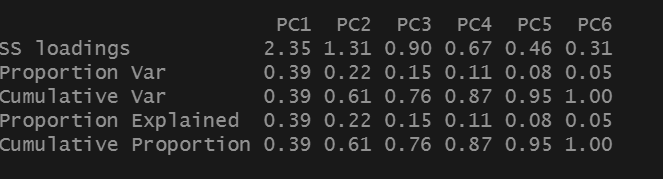 PC1 PC2 PC3 PC4 PC5 PC6
SS loadings 2.35 1.31 0.90 0.67 0.46 0.31
Proportion Var 0.39 0.22 0.15 0.11 0.08 0.05
Cumulative Var 0.39 0.61 0.76 0.87 0.95 1.00
Proportion Explained 0.39 0.22 0.15 0.11 0.08 0.05
Cumulative Proportion 0.39 0.61 0.76 0.87 0.95 1.00